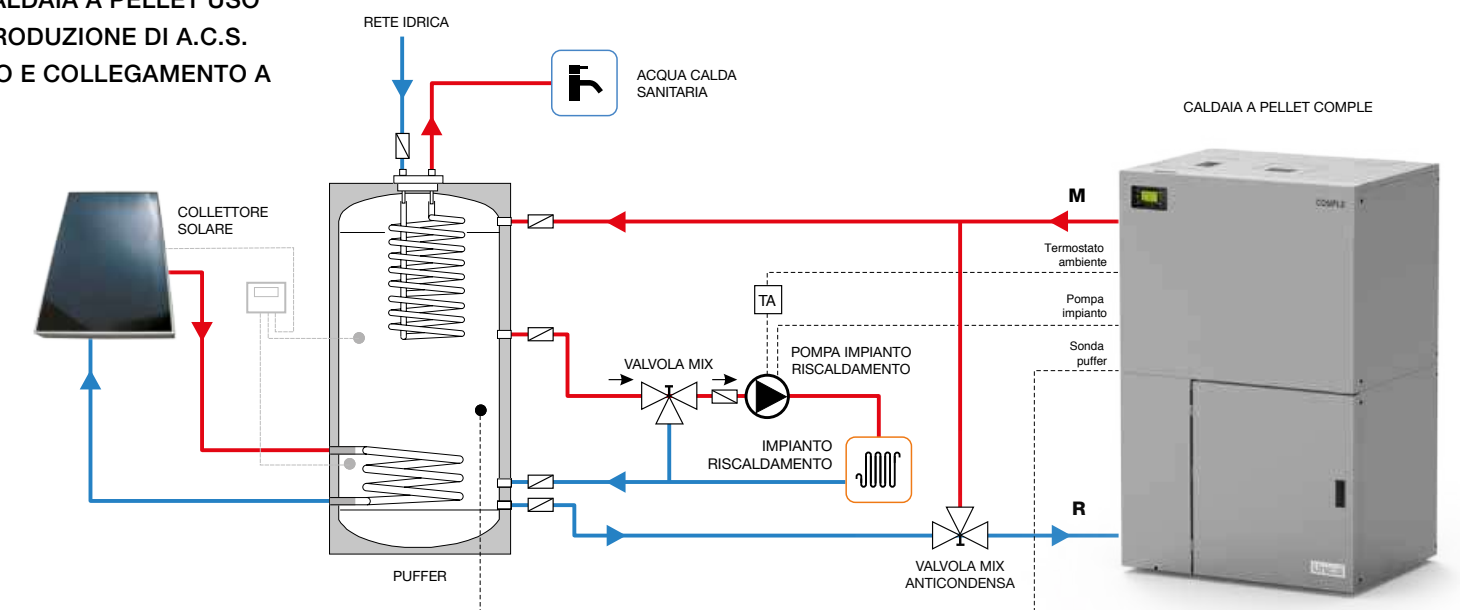 ALDAIA A PELLET USO
RODUZIONE DI A.C.S.
O E COLLEGAMENTO A
RETE IDRICA
ACQUA CALDA
SANITARIA
CALDAIA A PELLET COMPLE
COLLETTORE
SOLARE
M
COMPLE
Termostato
ambiente
TA
Pompa
impianto
Sonda
puffer
VALVOLA MIX
POMPA IMPIANTO
RISCALDAMENTO
IMPIANTO
RISCALDAMENTO
R
VALVOLA MIX
ANTICONDENSA
PUFFER
Unical